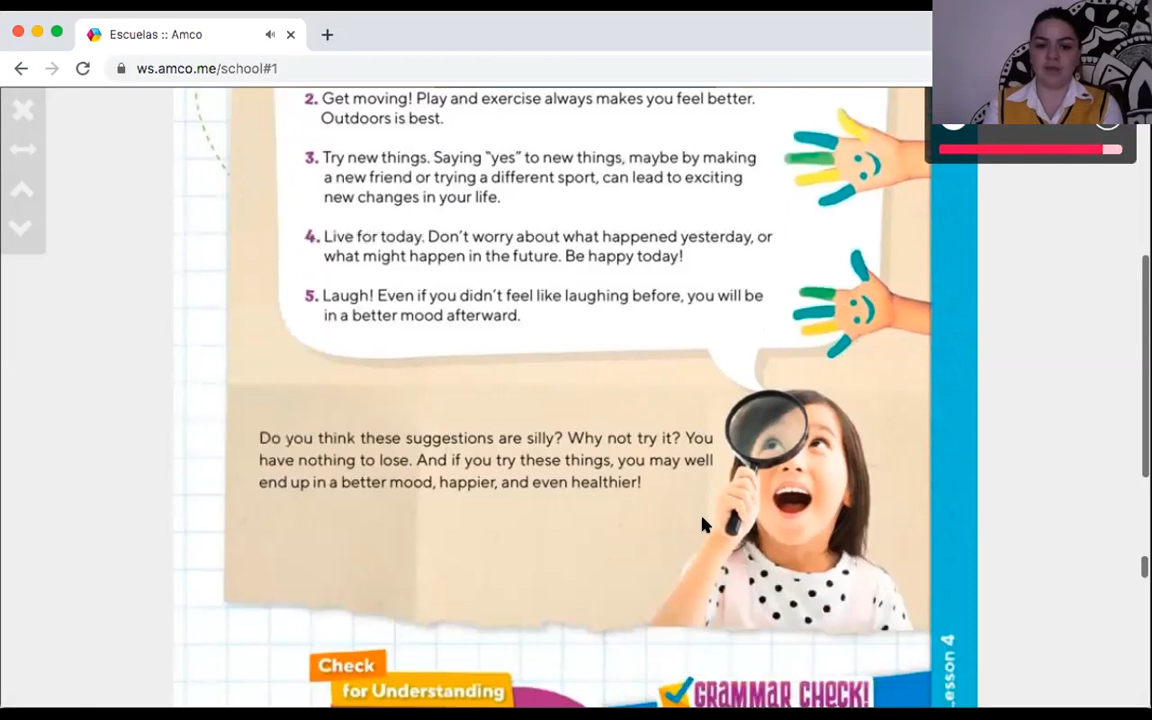 Escuelas :: Amco
ws.amco.me/school#1
2. Get moving! Play and exercise always makes you feel better.
Outdoors is best.
3. Try new things. Saying “yes” to new things, maybe by making
a new friend or trying a different sport, can lead to exciting
new changes in your life.
4. Live for today. Don’t worry about what happened yesterday, or
what might happen in the future. Be happy today!
5. Laugh! Even if you didn’t feel like laughing before, you will be
in a better mood afterward.
Do you think these suggestions are silly? Why not try it? You
have nothing to lose. And if you try these things, you may well
end up in a better mood, happier, and even healthier!
Check
for Understanding
GRAMMAR CHECK!
Lesson 4